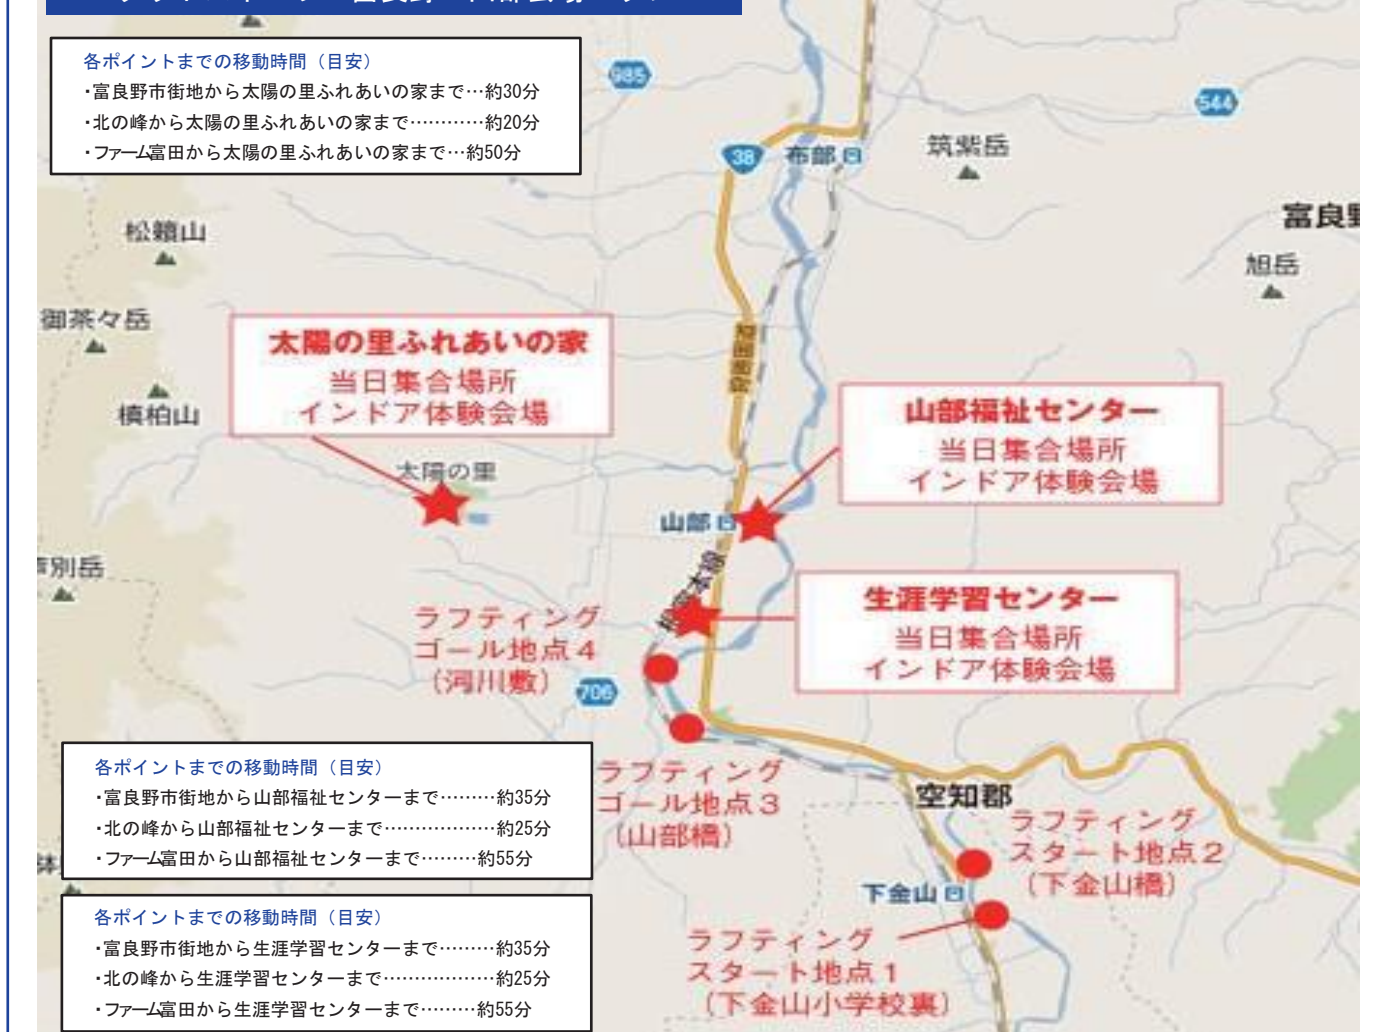 各ポイントまでの移動時間（目安）
・富良野市街地から太陽の里ふれあいの家まで…約30分
・北の峰から太陽の里ふれあいの家まで…………約20分
・ファーム富田から太陽の里ふれあいの家まで…約50分
985
544
38
布部
筑紫岳
富良野
旭岳
松籟山
御茶々岳
槙柏山
太陽の里ふれあいの家
当日集合場所
インドア体験会場
太陽の里
山部福祉センター
当日集合場所
インドア体験会場
山部
別岳
生涯学習センター
当日集合場所
インドア体験会場
ラフティング
ゴール地点４
（河川敷）
706
ラフティング
ゴール地点３
（山部橋）
空知郡
ラフティング
スタート地点２
（下金山橋）
下金山
ラフティング
スタート地点１
（下金山小学校裏）
各ポイントまでの移動時間（目安）
・富良野市街地から山部福祉センターまで………約35分
・北の峰から山部福祉センターまで………………約25分
・ファーム富田から山部福祉センターまで………約55分
各ポイントまでの移動時間（目安）
・富良野市街地から生涯学習センターまで………約35分
・北の峰から生涯学習センターまで………………約25分
・ファーム富田から生涯学習センターまで………約55分